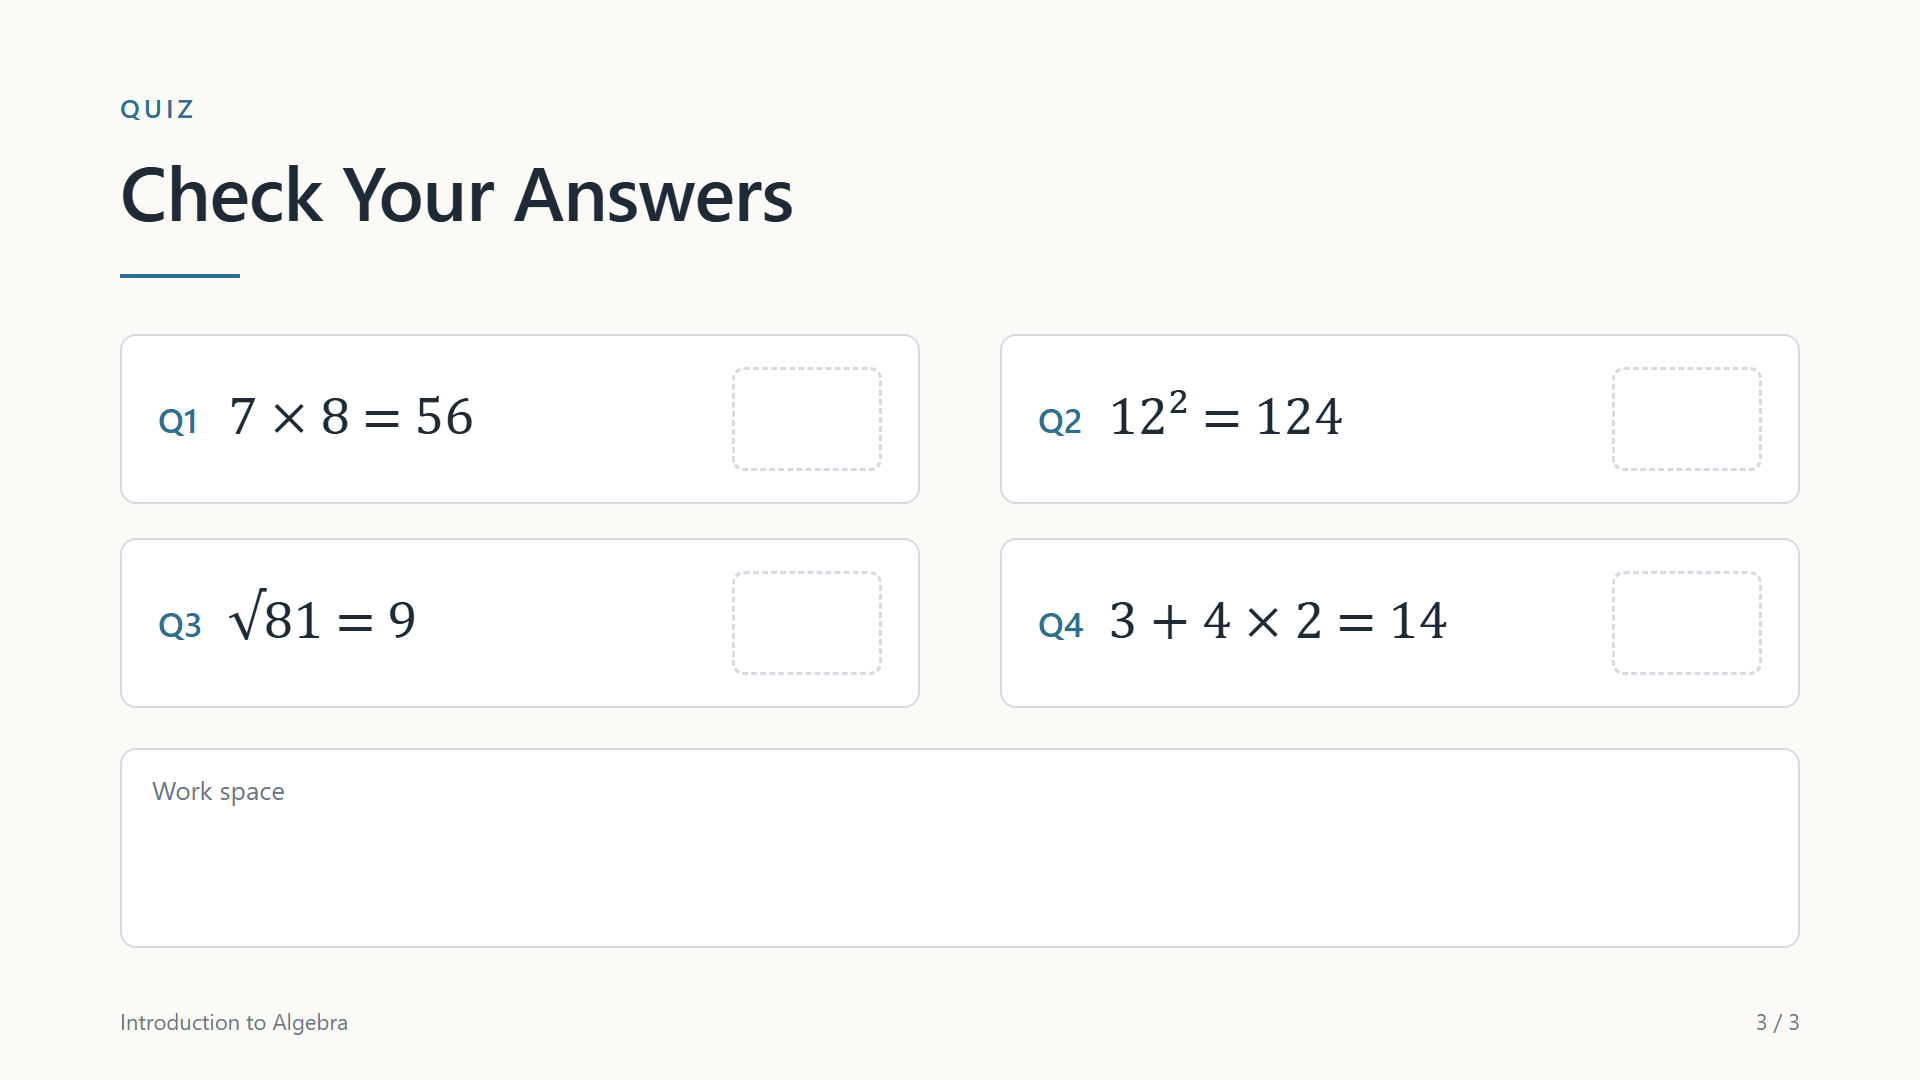 QUIZ
Check Your Answers
Q1 7 × 8 = 56
Q2 12² = 124
Q3 √81 = 9
Q4 3 + 4 × 2 = 14
Work space
Introduction to Algebra
3 / 3